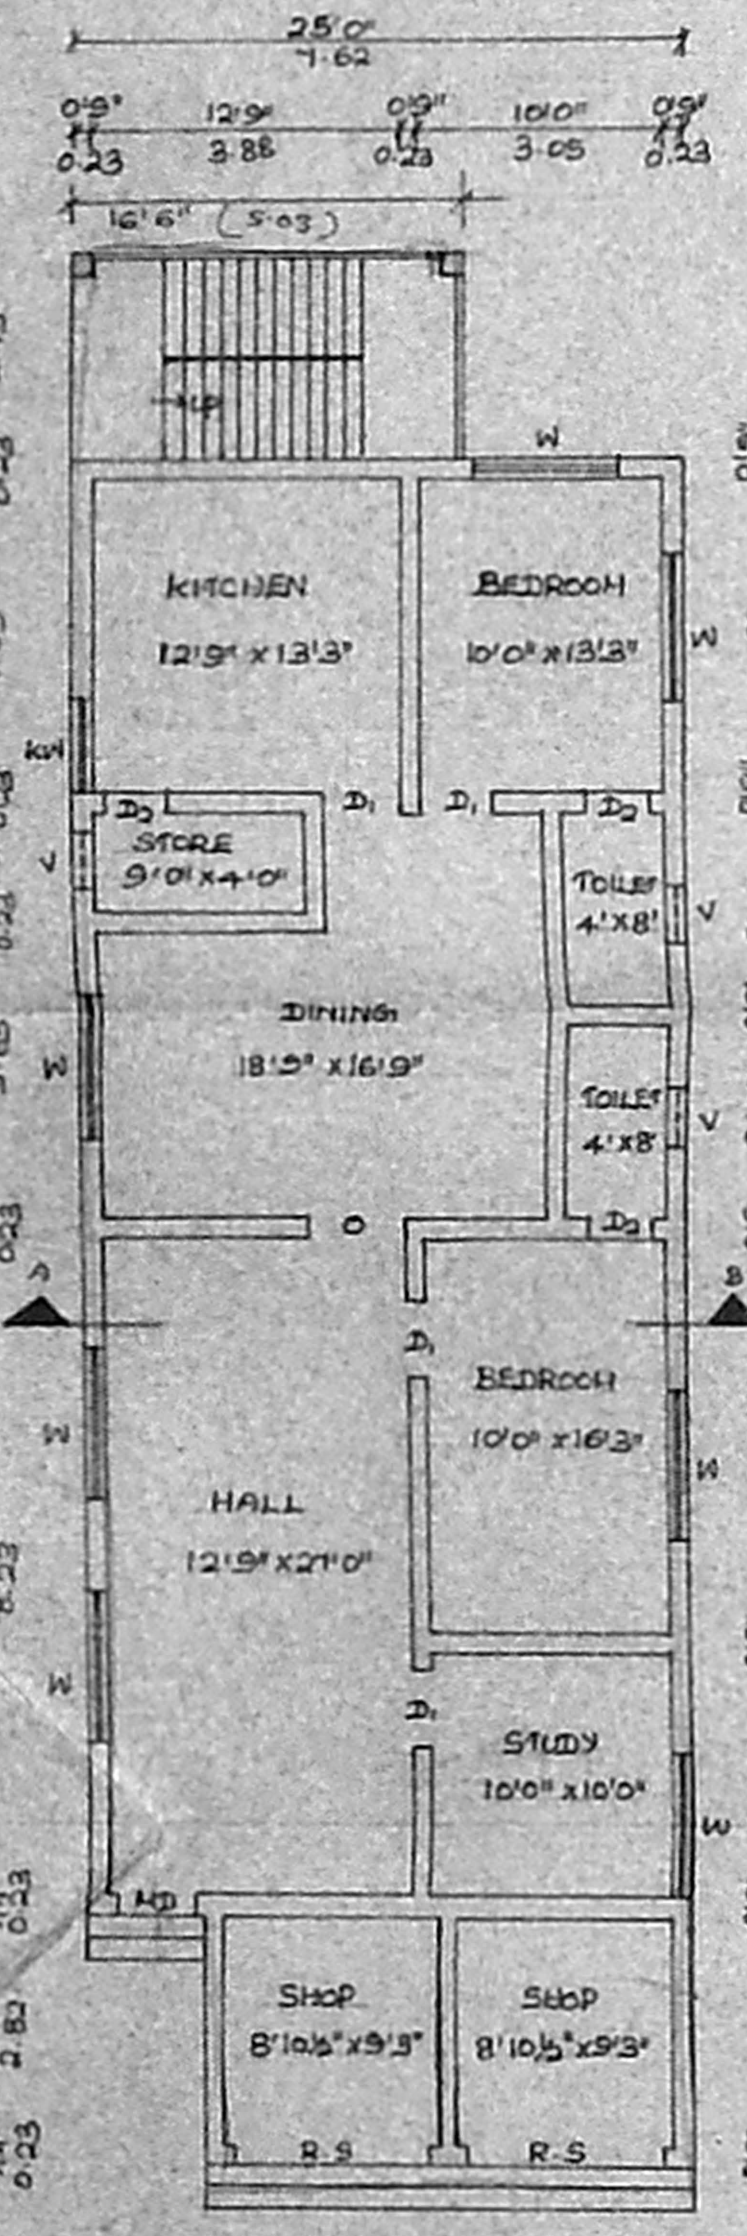 25'0"
7.62
0'9" 12'9" 0'9" 10'0" 0'9"
0.23 3.88 0.23 3.05 0.23
16'6" (5.03)
UP
W
KITCHEN
12'9" x 13'3"
BEDROOM
10'0" x 13'3"
W
KW
D2 D1 D1 D2
STORE
9'0" x 4'0"
V
TOILET
4' x 8'
V
DINING
18'9" x 16'9"
W
TOILET
4' x 8'
V
0.23
O
D2
A
B
D1
BEDROOM
10'0" x 16'3"
W
W
HALL
12'9" x 27'0"
8.23
W
D1
STUDY
10'0" x 10'0"
W
0.23
MD
SHOP
8'10½" x 9'3"
SHOP
8'10½" x 9'3"
2.82
R.S
R.S
0.23